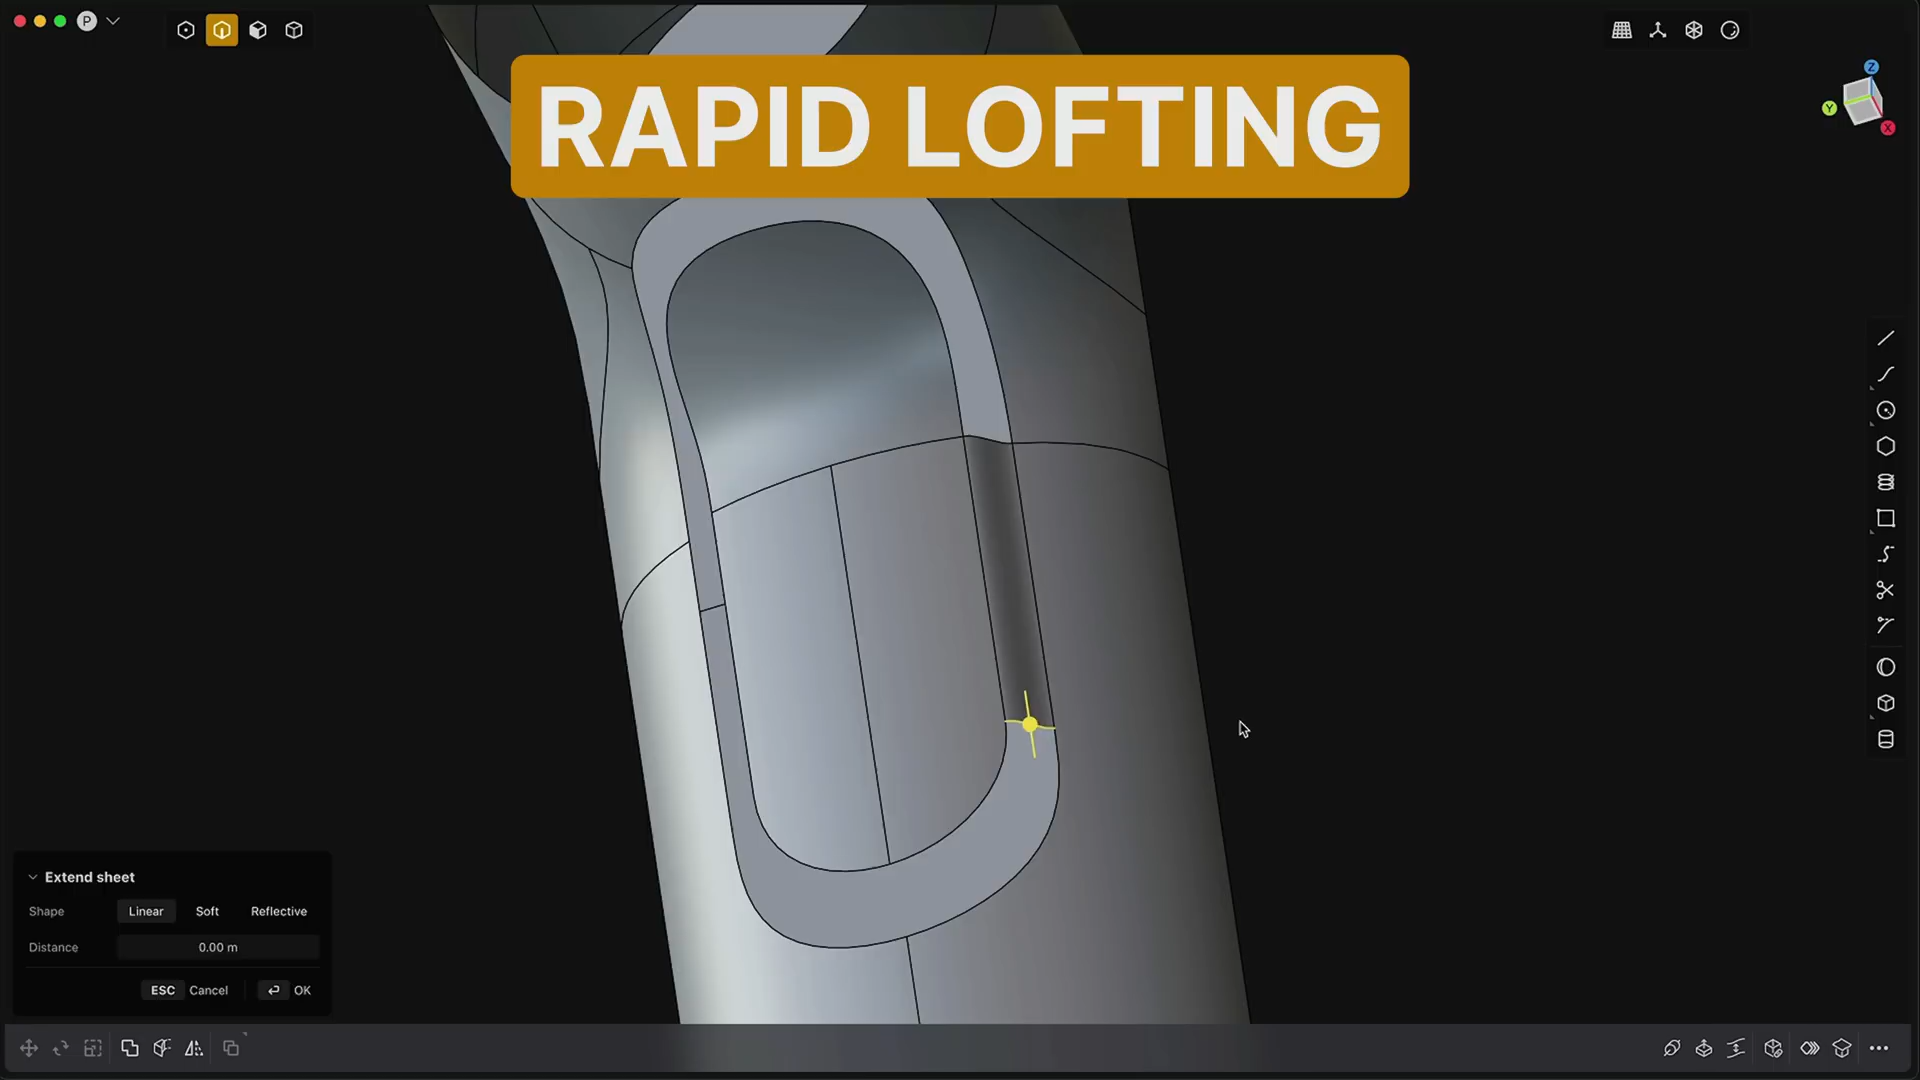 P
RAPID LOFTING
Z
Y
X
Extend sheet
Shape Linear Soft Reflective
Distance 0.00 m
ESC Cancel OK